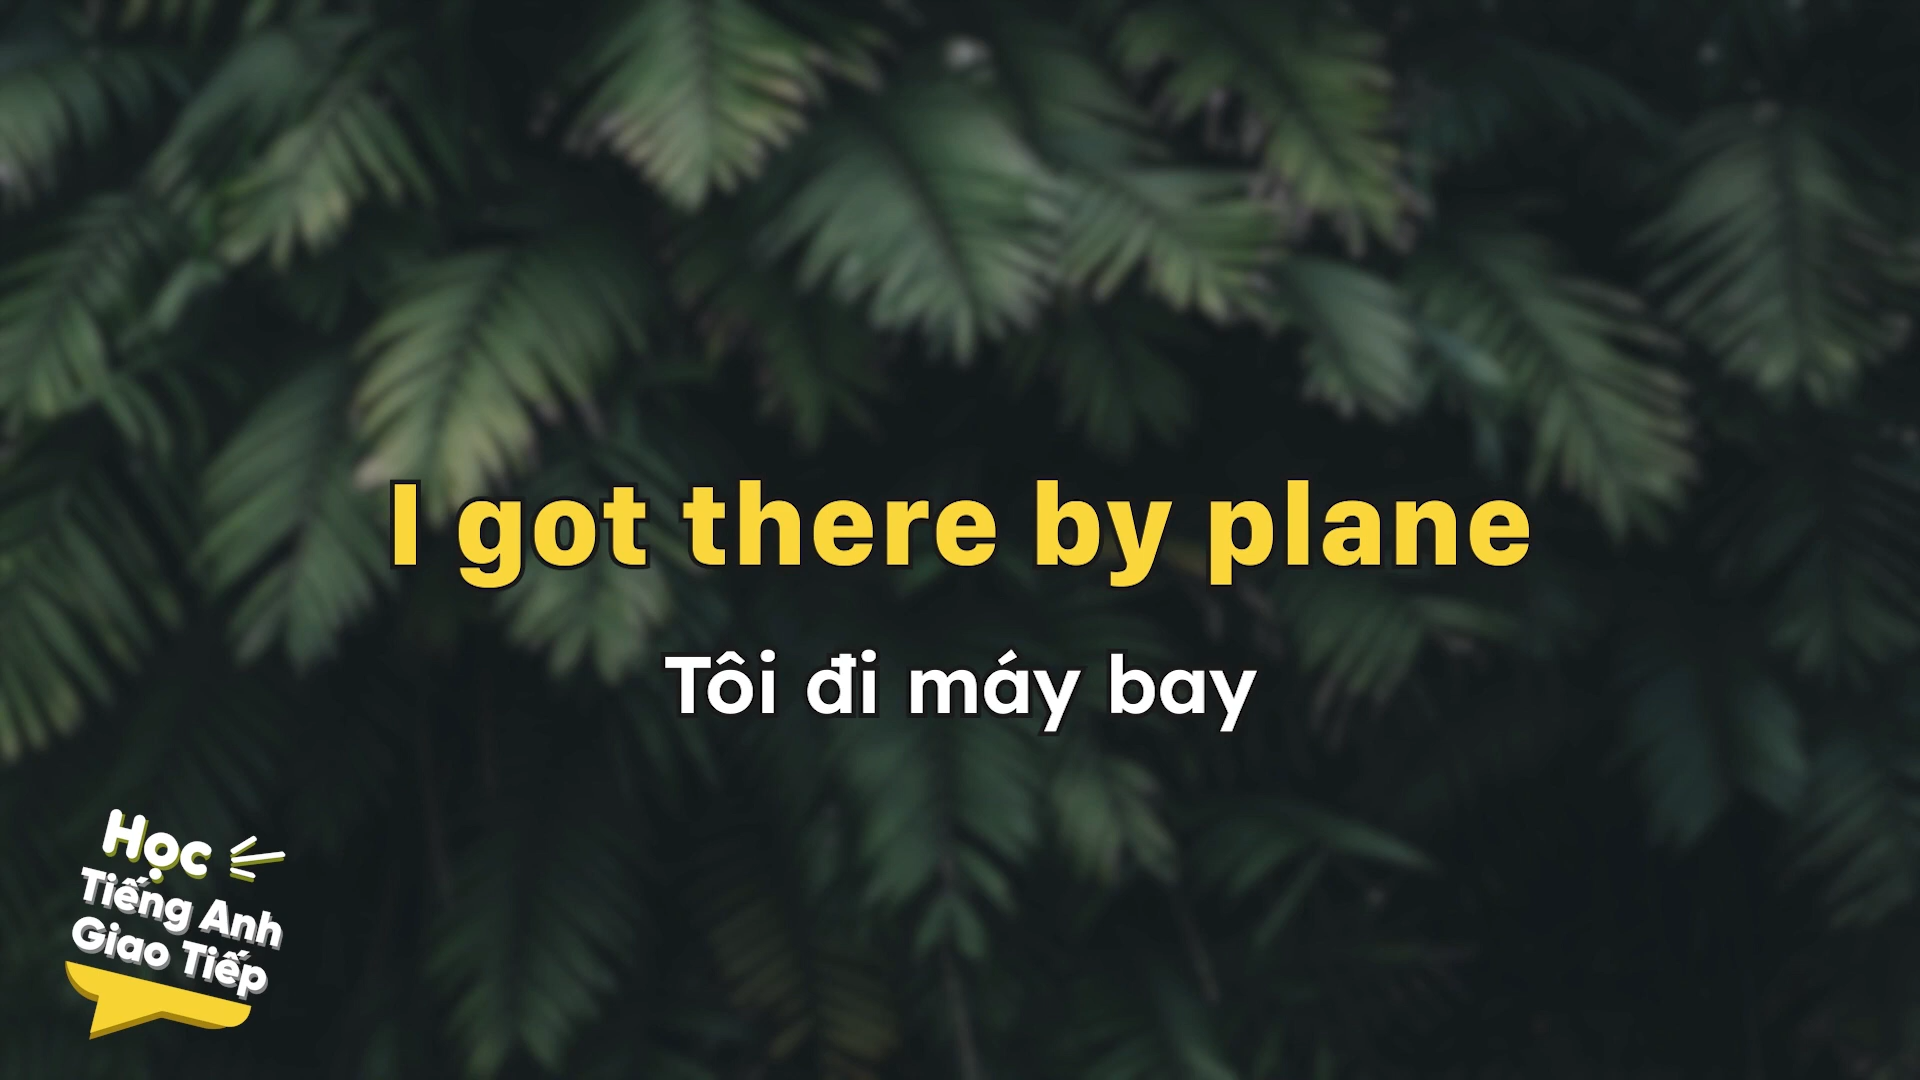 I got there by plane
Tôi đi máy bay
Học
Tiếng Anh
Giao Tiếp